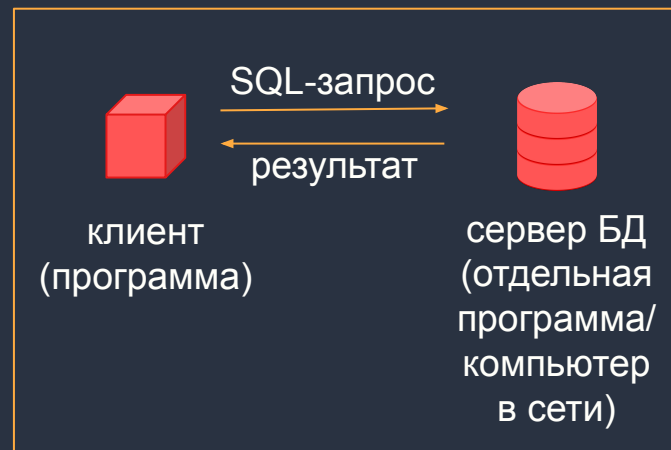 SQL-запрос
результат
клиент
(программа)
сервер БД
(отдельная
программа/
компьютер
в сети)